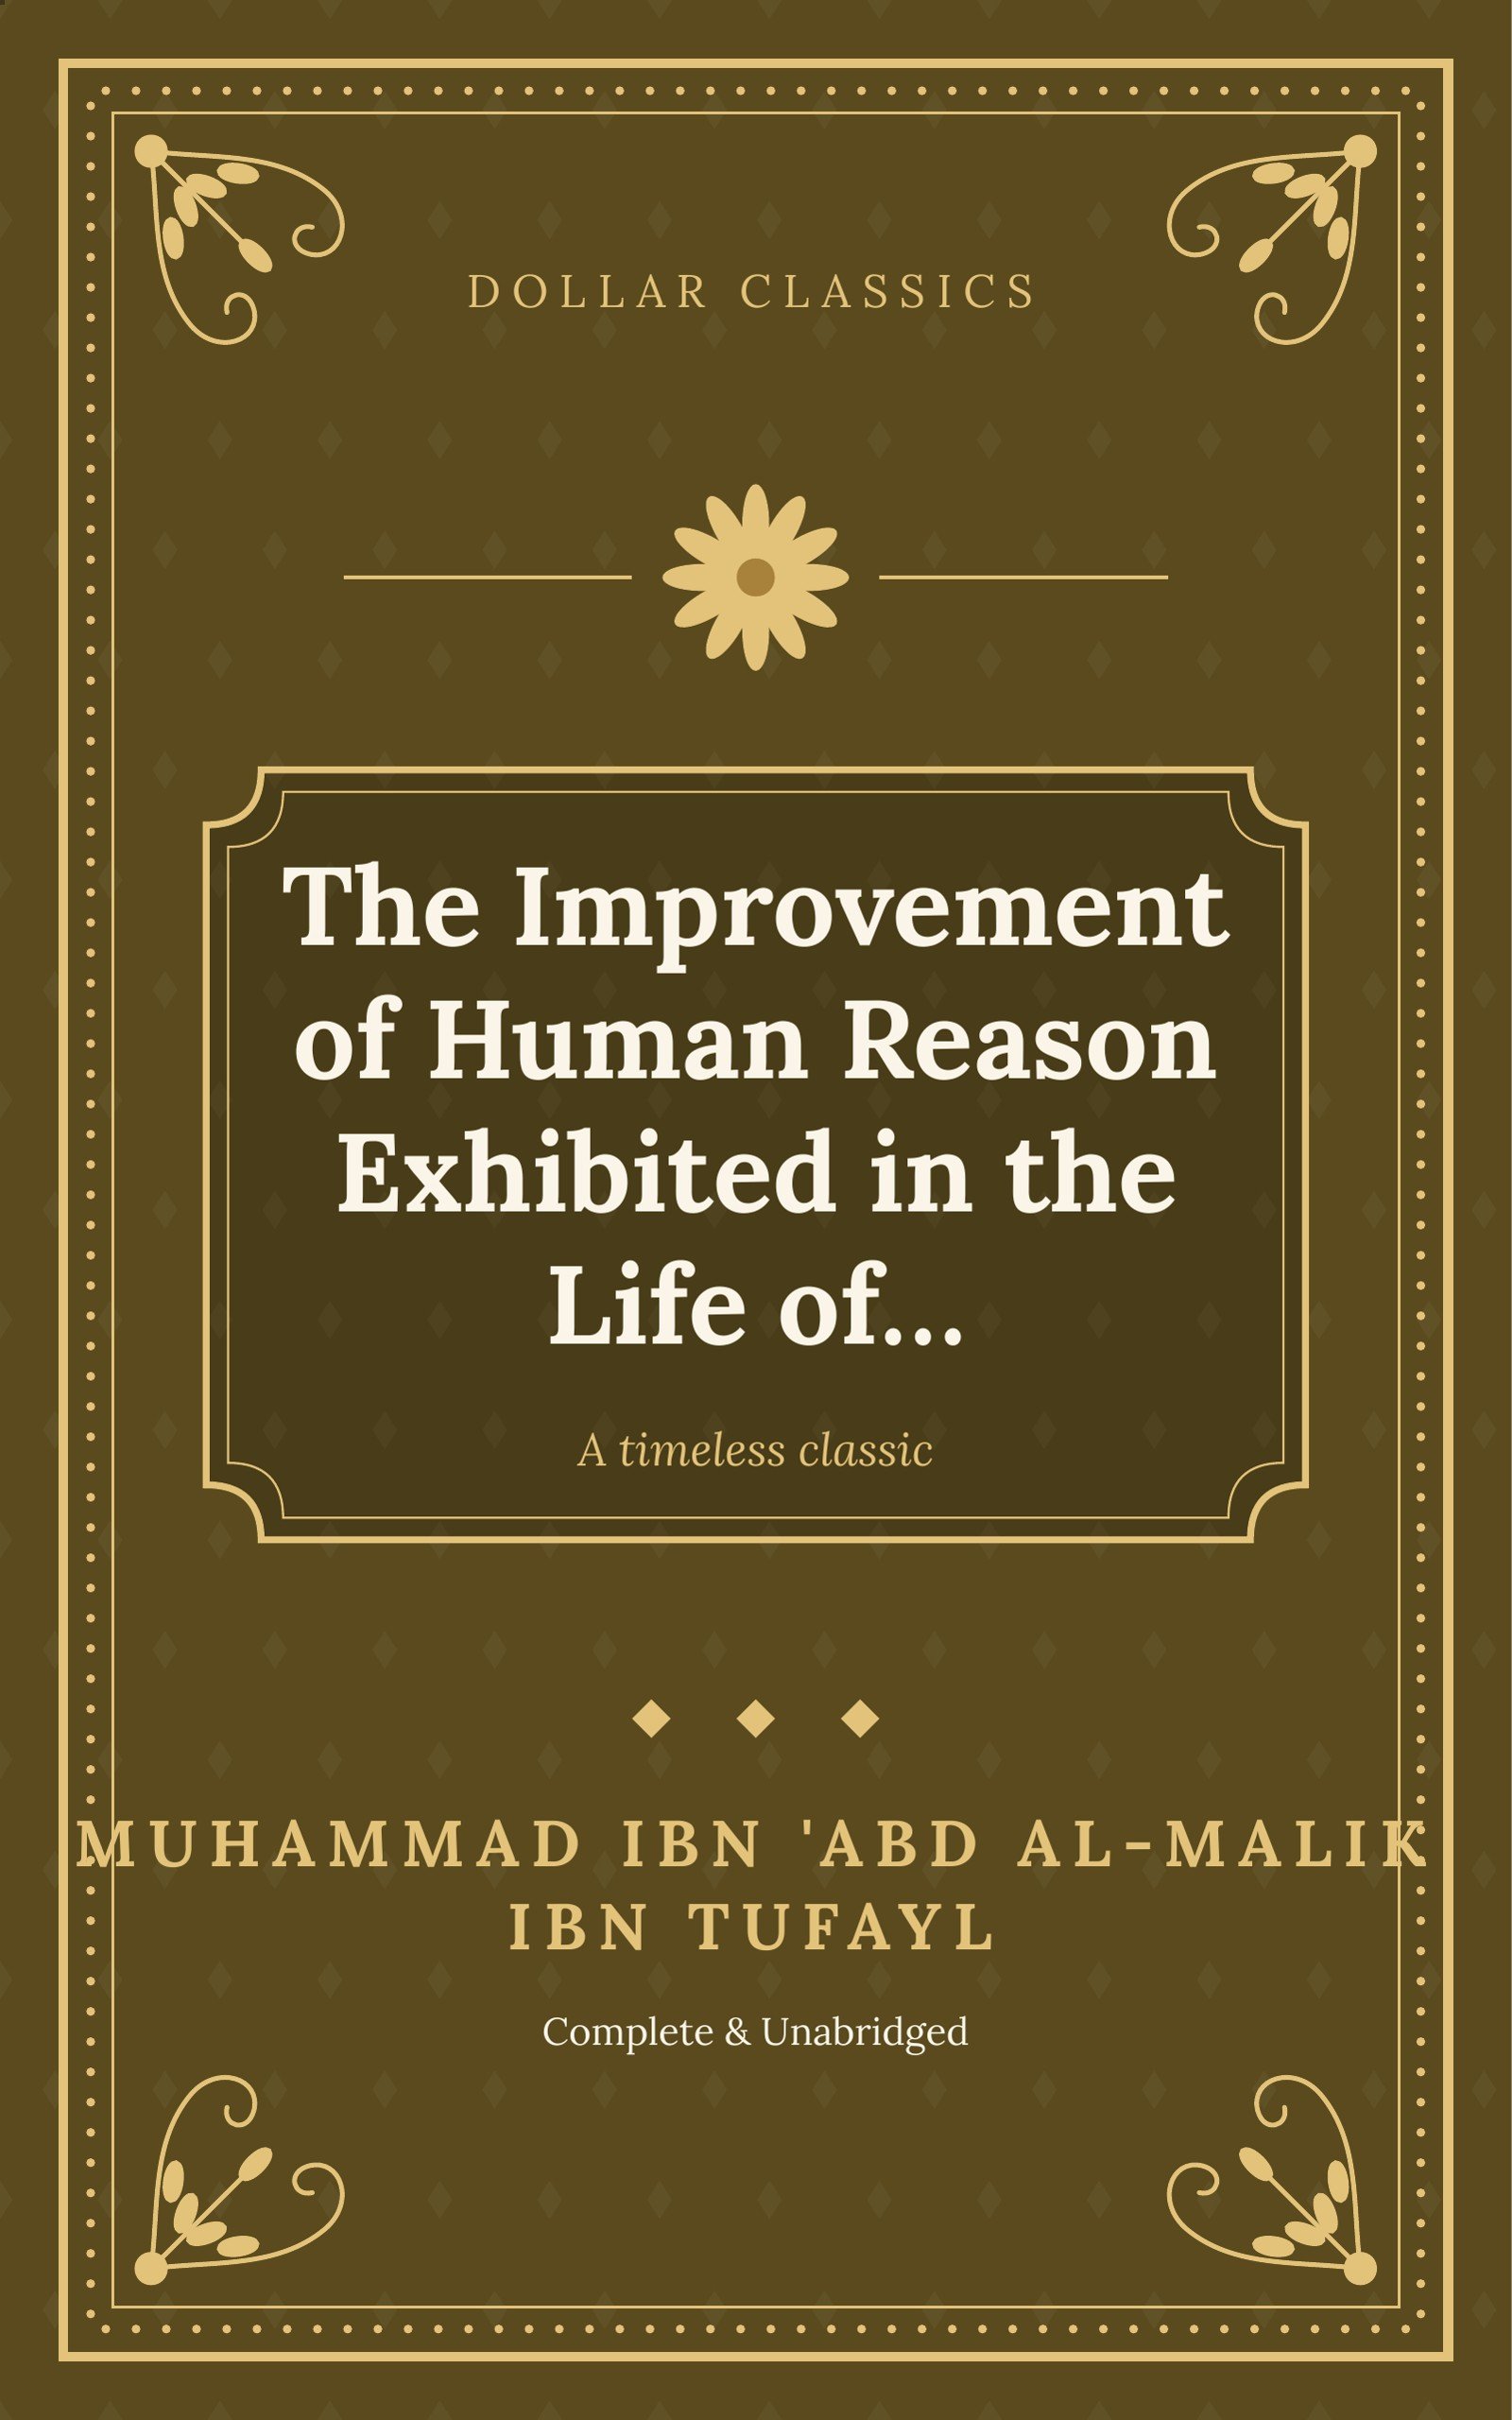 DOLLAR CLASSICS
The Improvement
of Human Reason
Exhibited in the
Life of...
A timeless classic
MUHAMMAD IBN 'ABD AL-MALIK
IBN TUFAYL
Complete & Unabridged